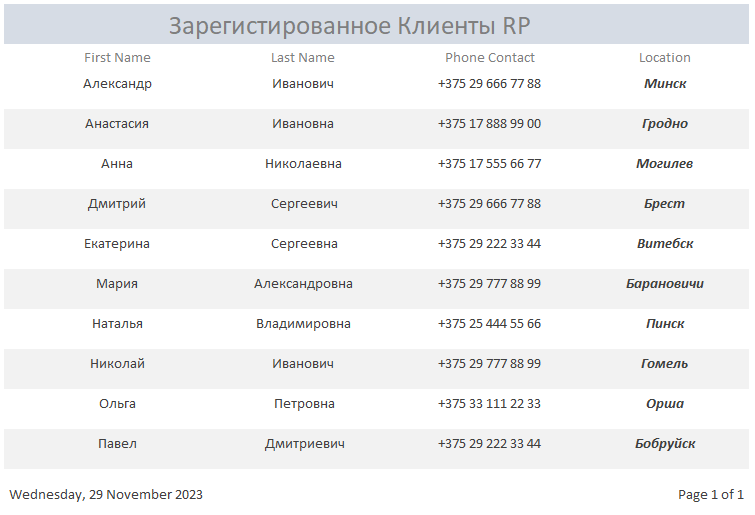 Зарегистированное Клиенты RP
First Name Last Name Phone Contact Location
Александр Иванович +375 29 666 77 88 Минск
Анастасия Ивановна +375 17 888 99 00 Гродно
Анна Николаевна +375 17 555 66 77 Могилев
Дмитрий Сергеевич +375 29 666 77 88 Брест
Екатерина Сергеевна +375 29 222 33 44 Витебск
Мария Александровна +375 29 777 88 99 Барановичи
Наталья Владимировна +375 25 444 55 66 Пинск
Николай Иванович +375 29 777 88 99 Гомель
Ольга Петровна +375 33 111 22 33 Орша
Павел Дмитриевич +375 29 222 33 44 Бобруйск
Wednesday, 29 November 2023 Page 1 of 1